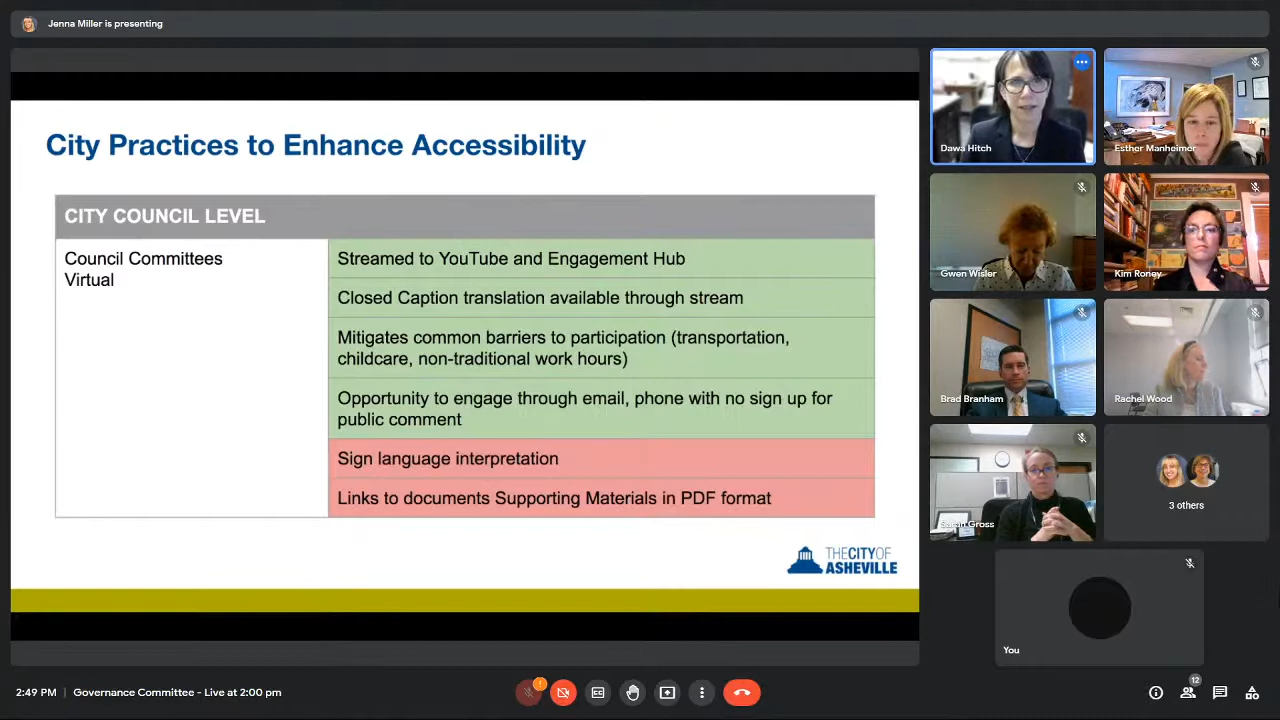 Jenna Miller is presenting
City Practices to Enhance Accessibility
CITY COUNCIL LEVEL
Council Committees
Virtual
Streamed to YouTube and Engagement Hub
Closed Caption translation available through stream
Mitigates common barriers to participation (transportation,
childcare, non-traditional work hours)
Opportunity to engage through email, phone with no sign up for
public comment
Sign language interpretation
Links to documents Supporting Materials in PDF format
THE CITY OF
ASHEVILLE
Dawa Hitch
Esther Manheimer
Gwen Wisler
Kim Roney
Brad Branham
Rachel Wood
Sarah Gross
3 others
You
2:49 PM | Governance Committee - Live at 2:00 pm
12